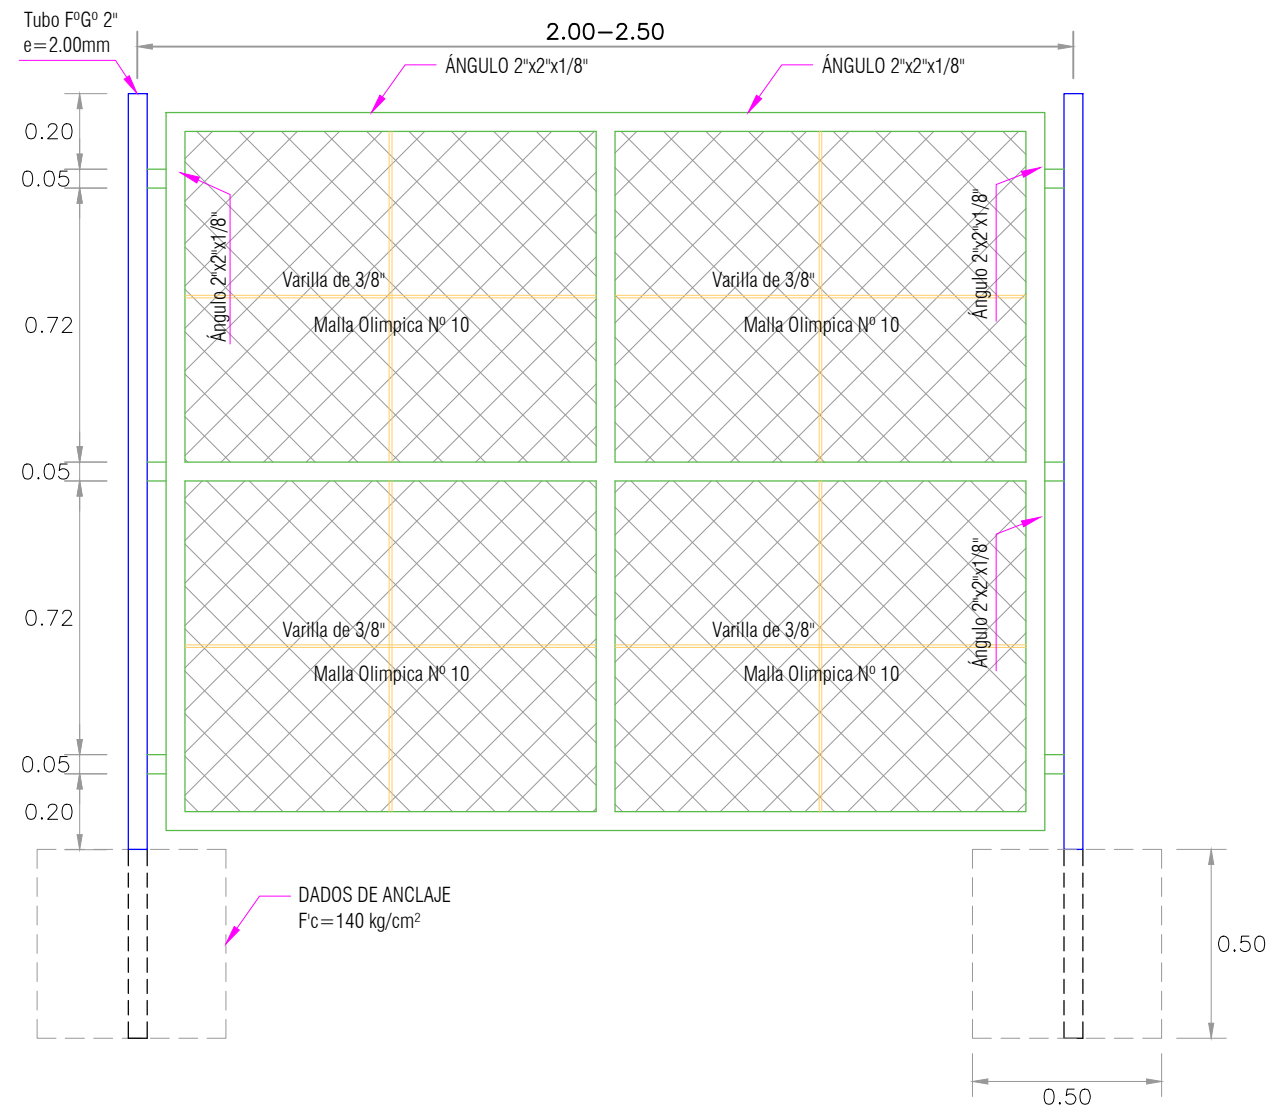 Tubo FºGº 2"
e=2.00mm
2.00-2.50
ÁNGULO 2"x2"x1/8"
ÁNGULO 2"x2"x1/8"
0.20
0.05
0.72
0.05
0.72
0.05
0.20
Ángulo 2"x2"x1/8"
Varilla de 3/8"
Malla Olimpica Nº 10
Varilla de 3/8"
Malla Olimpica Nº 10
Ángulo 2"x2"x1/8"
Varilla de 3/8"
Malla Olimpica Nº 10
Varilla de 3/8"
Malla Olimpica Nº 10
Ángulo 2"x2"x1/8"
DADOS DE ANCLAJE
F'c=140 kg/cm²
0.50
0.50